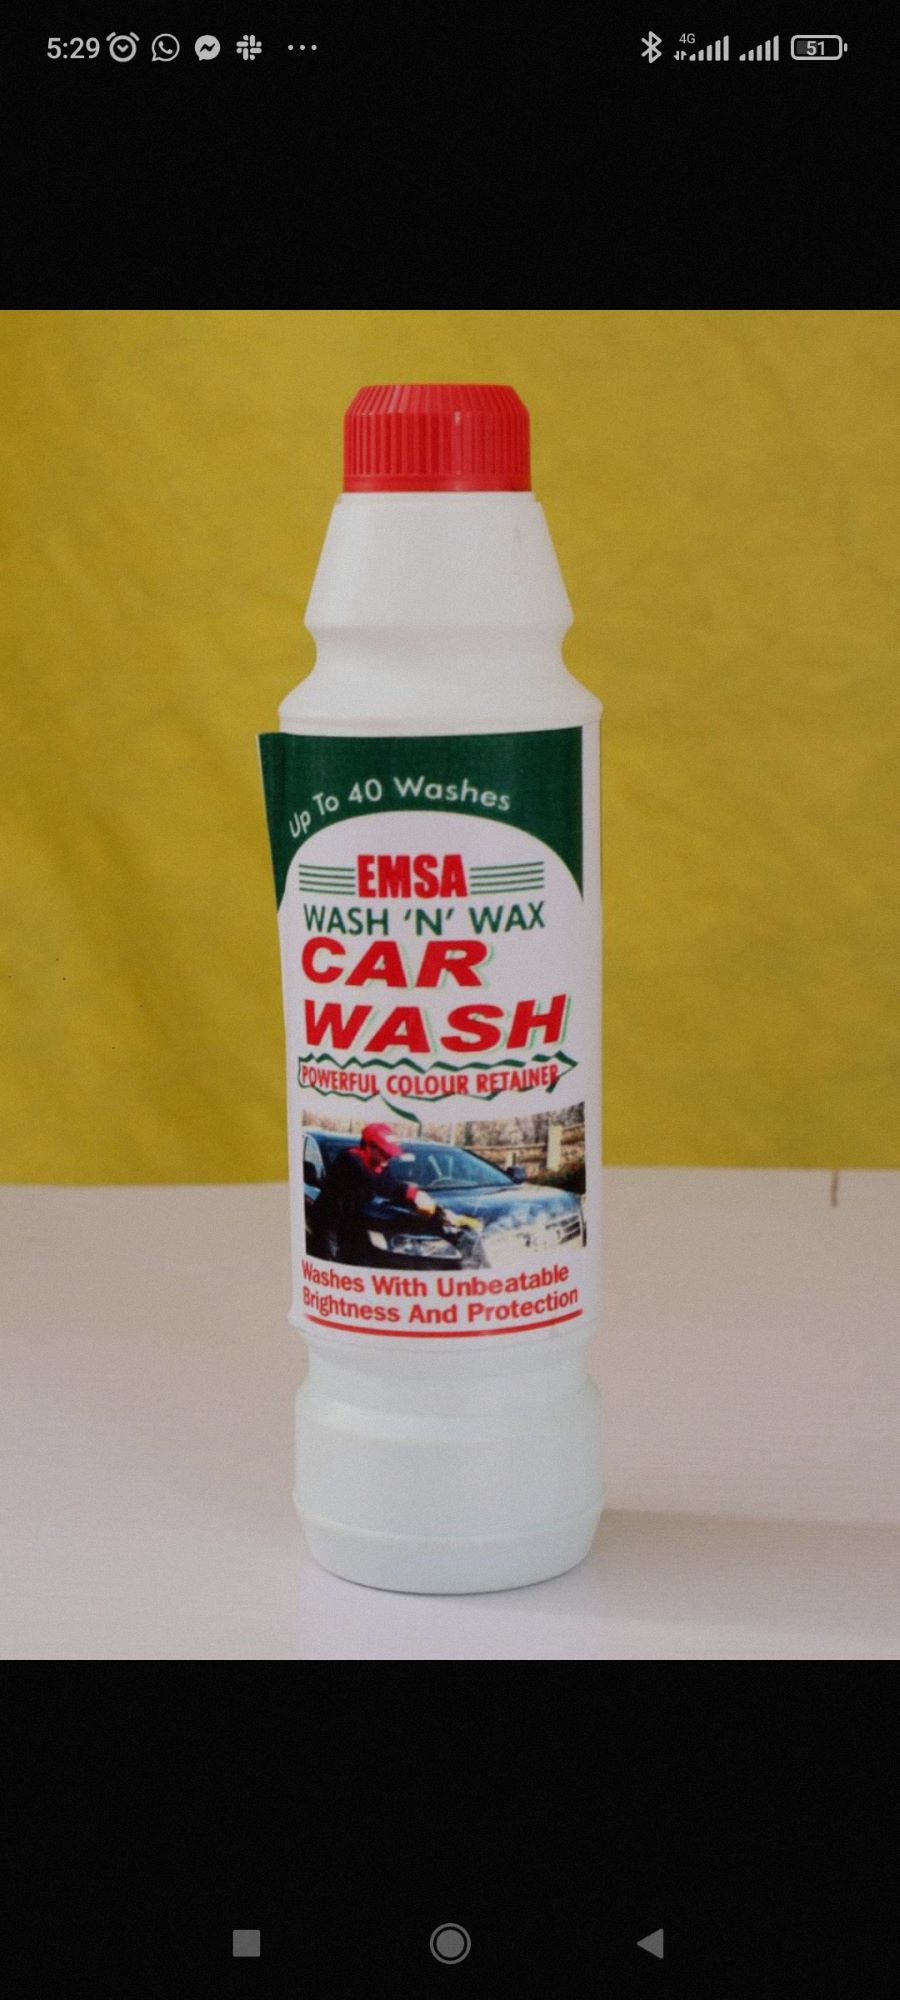 5:29
4G
51
Up To 40 Washes
EMSA
WASH 'N' WAX
CAR
WASH
POWERFUL COLOUR RETAINER
Washes With Unbeatable
Brightness And Protection